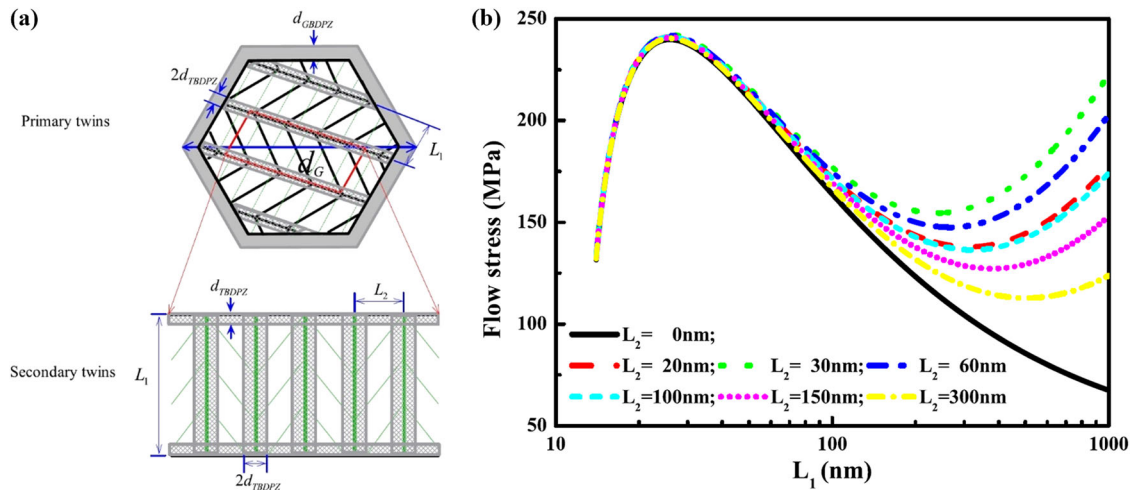 (a)
d_GBDPZ
2d_TBDPZ
Primary twins
L_1
d_G
d_TBDPZ
L_2
Secondary twins
L_1
2d_TBDPZ
(b)
250
200
150
100
50
Flow stress (MPa)
L_2= 0nm;
L_2= 20nm; L_2= 30nm; L_2= 60nm
L_2=100nm; L_2=150nm; L_2=300nm
10 100 1000
L_1 (nm)